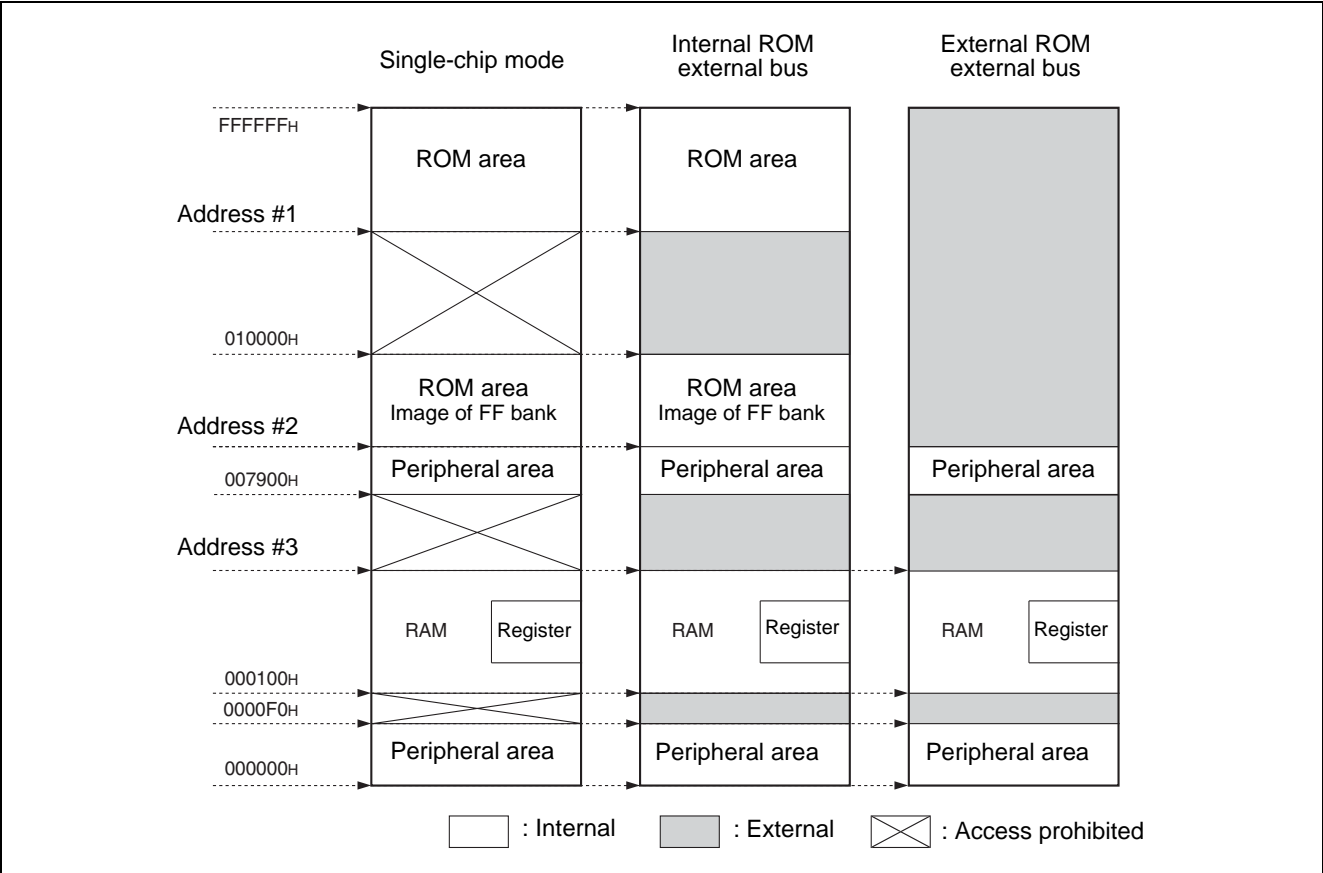 Single-chip mode
Internal ROM
external bus
External ROM
external bus
FFFFFFH
ROM area
ROM area
Address #1
010000H
ROM area
Image of FF bank
ROM area
Image of FF bank
Address #2
Peripheral area
Peripheral area
Peripheral area
007900H
Address #3
RAM
Register
RAM
Register
RAM
Register
000100H
0000F0H
Peripheral area
Peripheral area
Peripheral area
000000H
: Internal
: External
: Access prohibited